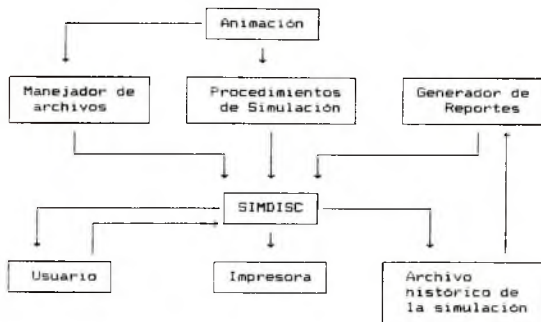 Animación
Manejador de
archivos
Procedimientos
de Simulación
Generador de
Reportes
SIMDISC
Usuario
Impresora
Archivo
histórico de
la simulación